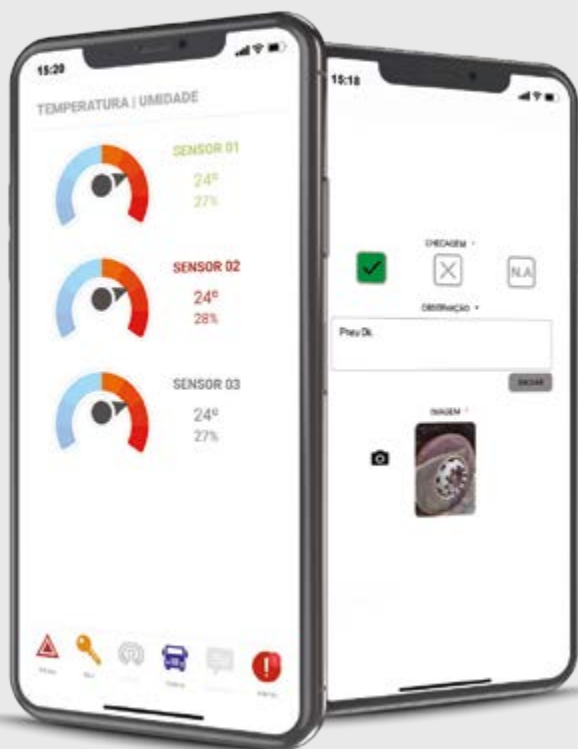 15:20
TEMPERATURA | UMIDADE
SENSOR 01
24º
27%
SENSOR 02
24º
28%
SENSOR 03
24º
27%
15:18
CHECAGEM *
N.A
OBSERVAÇÃO *
Pneu Ok.
IMAGEM *